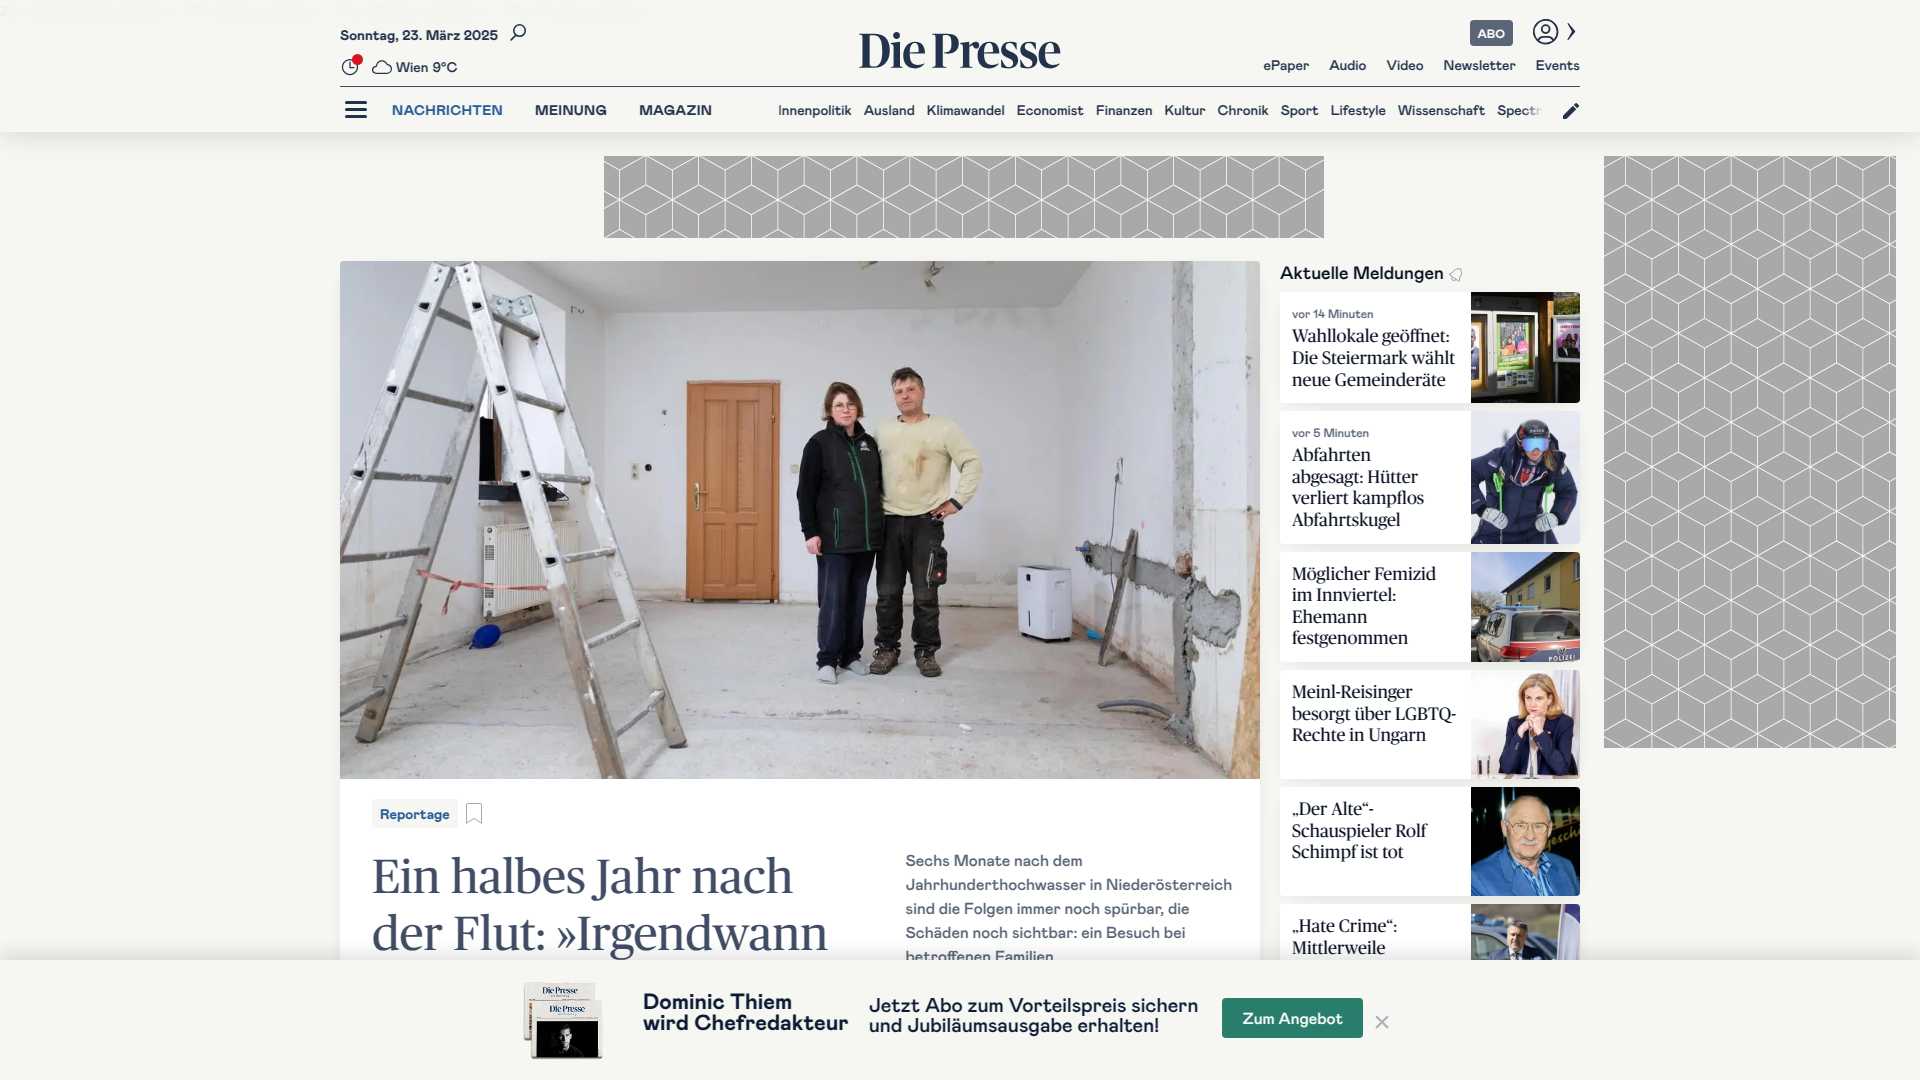 Sonntag, 23. März 2025
Wien 9°C
Die Presse
ABO
ePaper Audio Video Newsletter Events
NACHRICHTEN MEINUNG MAGAZIN
Innenpolitik Ausland Klimawandel Economist Finanzen Kultur Chronik Sport Lifestyle Wissenschaft Spectr
Reportage
Ein halbes Jahr nach
der Flut: »Irgendwann
Sechs Monate nach dem
Jahrhunderthochwasser in Niederösterreich
sind die Folgen immer noch spürbar, die
Schäden noch sichtbar: ein Besuch bei
betroffenen Familien
Aktuelle Meldungen
vor 14 Minuten
Wahllokale geöffnet:
Die Steiermark wählt
neue Gemeinderäte
vor 5 Minuten
Abfahrten
abgesagt: Hütter
verliert kampflos
Abfahrtskugel
Möglicher Femizid
im Innviertel:
Ehemann
festgenommen
POLIZEI
Meinl-Reisinger
besorgt über LGBTQ-
Rechte in Ungarn
„Der Alte“-
Schauspieler Rolf
Schimpf ist tot
„Hate Crime“:
Mittlerweile
Die Presse
Die Presse
Dominic Thiem
wird Chefredakteur
Jetzt Abo zum Vorteilspreis sichern
und Jubiläumsausgabe erhalten!
Zum Angebot